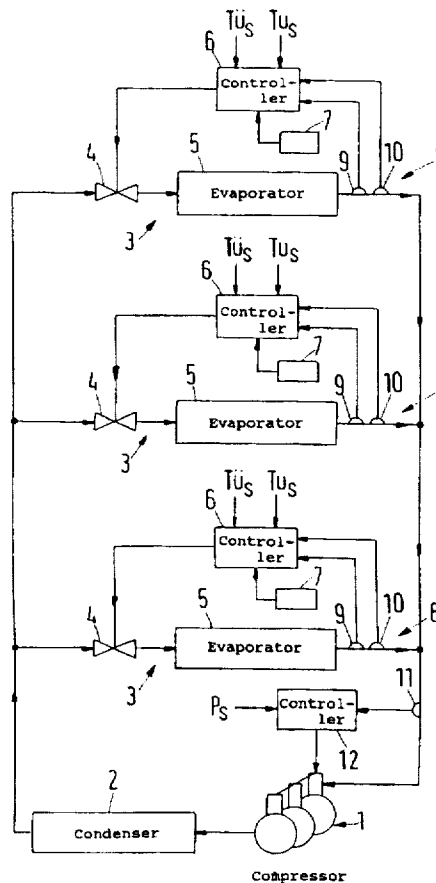 Tüs Tus
6
Control-
ler
7
4
5
9
10
Evaporator
3
Tüs Tus
6
Control-
ler
7
4
5
9
10
Evaporator
3
Tüs Tus
6
Control-
ler
7
4
5
9
10
8
Evaporator
3
11
Ps
Control-
ler
12
2
1
Condenser
Compressor